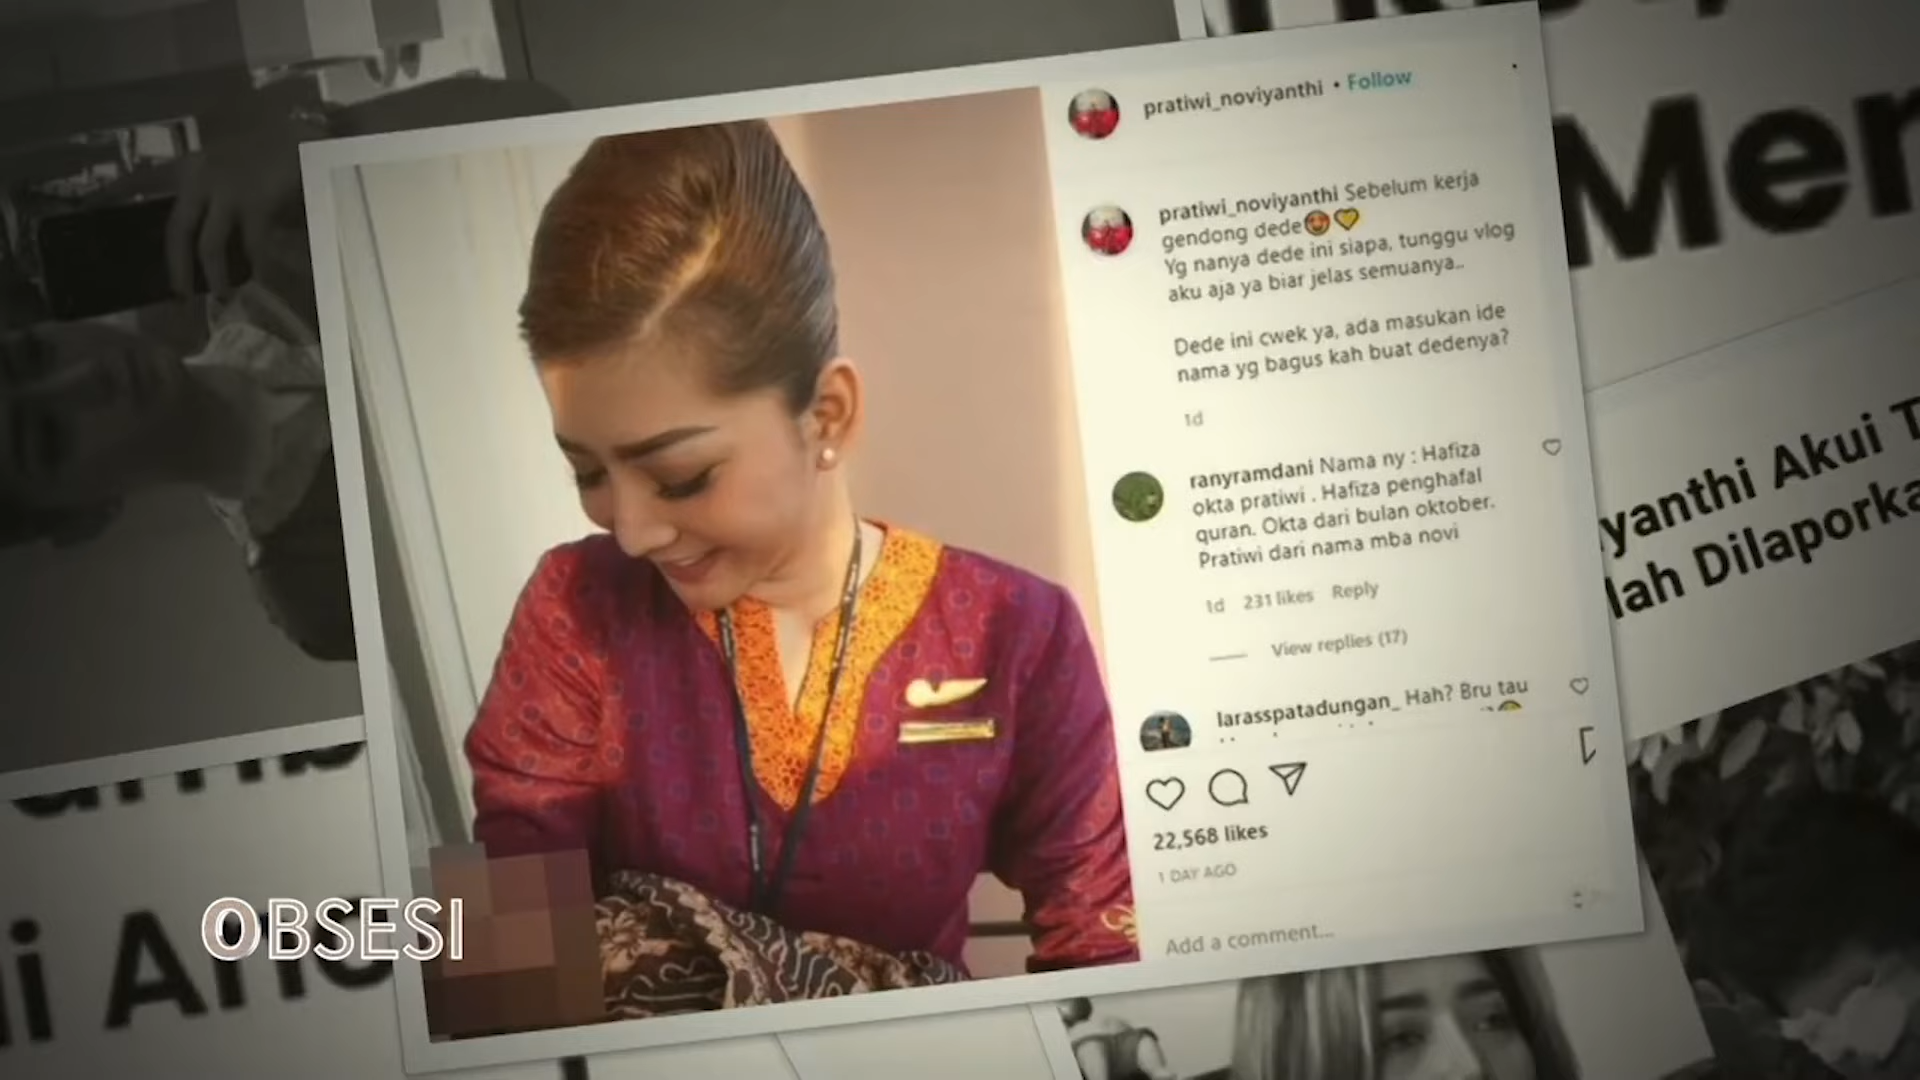 pratiwi_noviyanthi • Follow
pratiwi_noviyanthi Sebelum kerja
gendong dede😍💛
Yg nanya dede ini siapa, tunggu vlog
aku aja ya biar jelas semuanya..
Dede ini cwek ya, ada masukan ide
nama yg bagus kah buat dedenya?
1d
ranyramdani Nama ny : Hafiza
okta pratiwi . Hafiza penghafal
quran. Okta dari bulan oktober.
Pratiwi dari nama mba novi
1d 231 likes Reply
View replies (17)
larasspatadungan_ Hah? Bru tau
22,568 likes
1 DAY AGO
Add a comment...
Mer
yanthi Akui T
lah Dilaporka
OBSESI